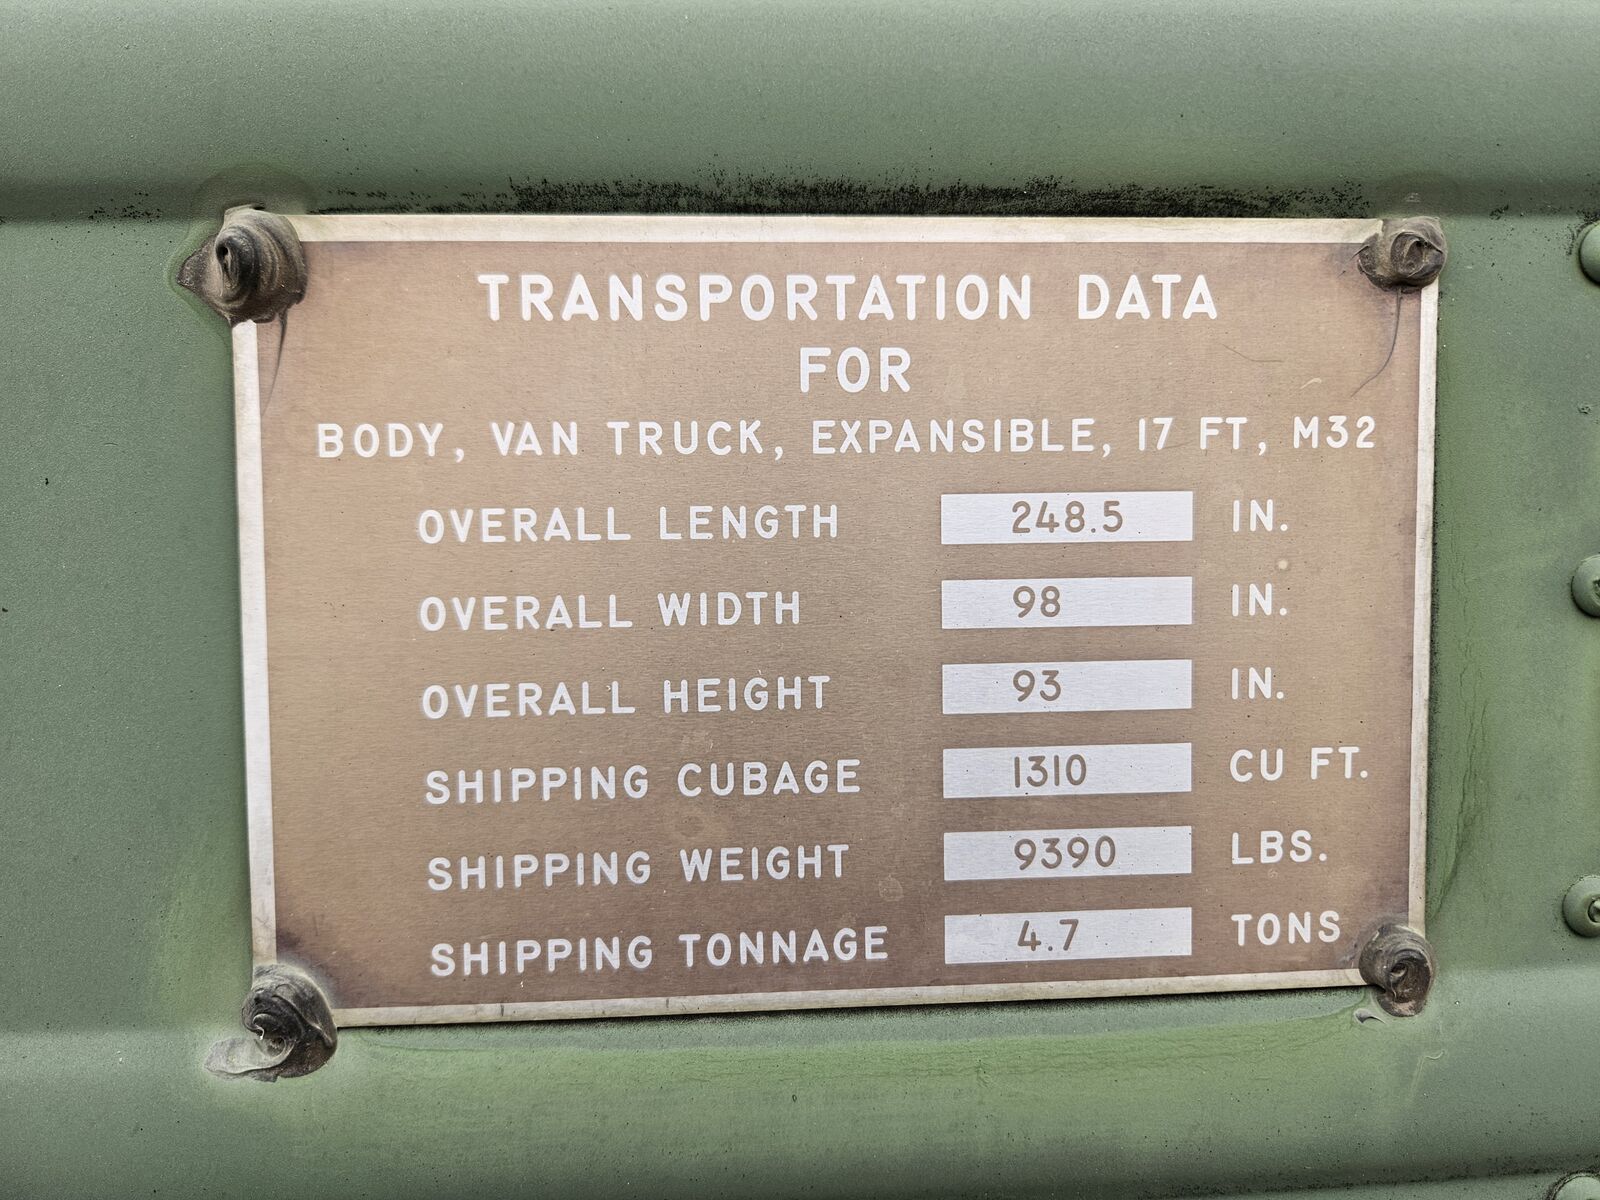 TRANSPORTATION DATA
FOR
BODY, VAN TRUCK, EXPANSIBLE, 17 FT, M32
OVERALL LENGTH 248.5 IN.
OVERALL WIDTH 98 IN.
OVERALL HEIGHT 93 IN.
SHIPPING CUBAGE 1310 CU FT.
SHIPPING WEIGHT 9390 LBS.
SHIPPING TONNAGE 4.7 TONS